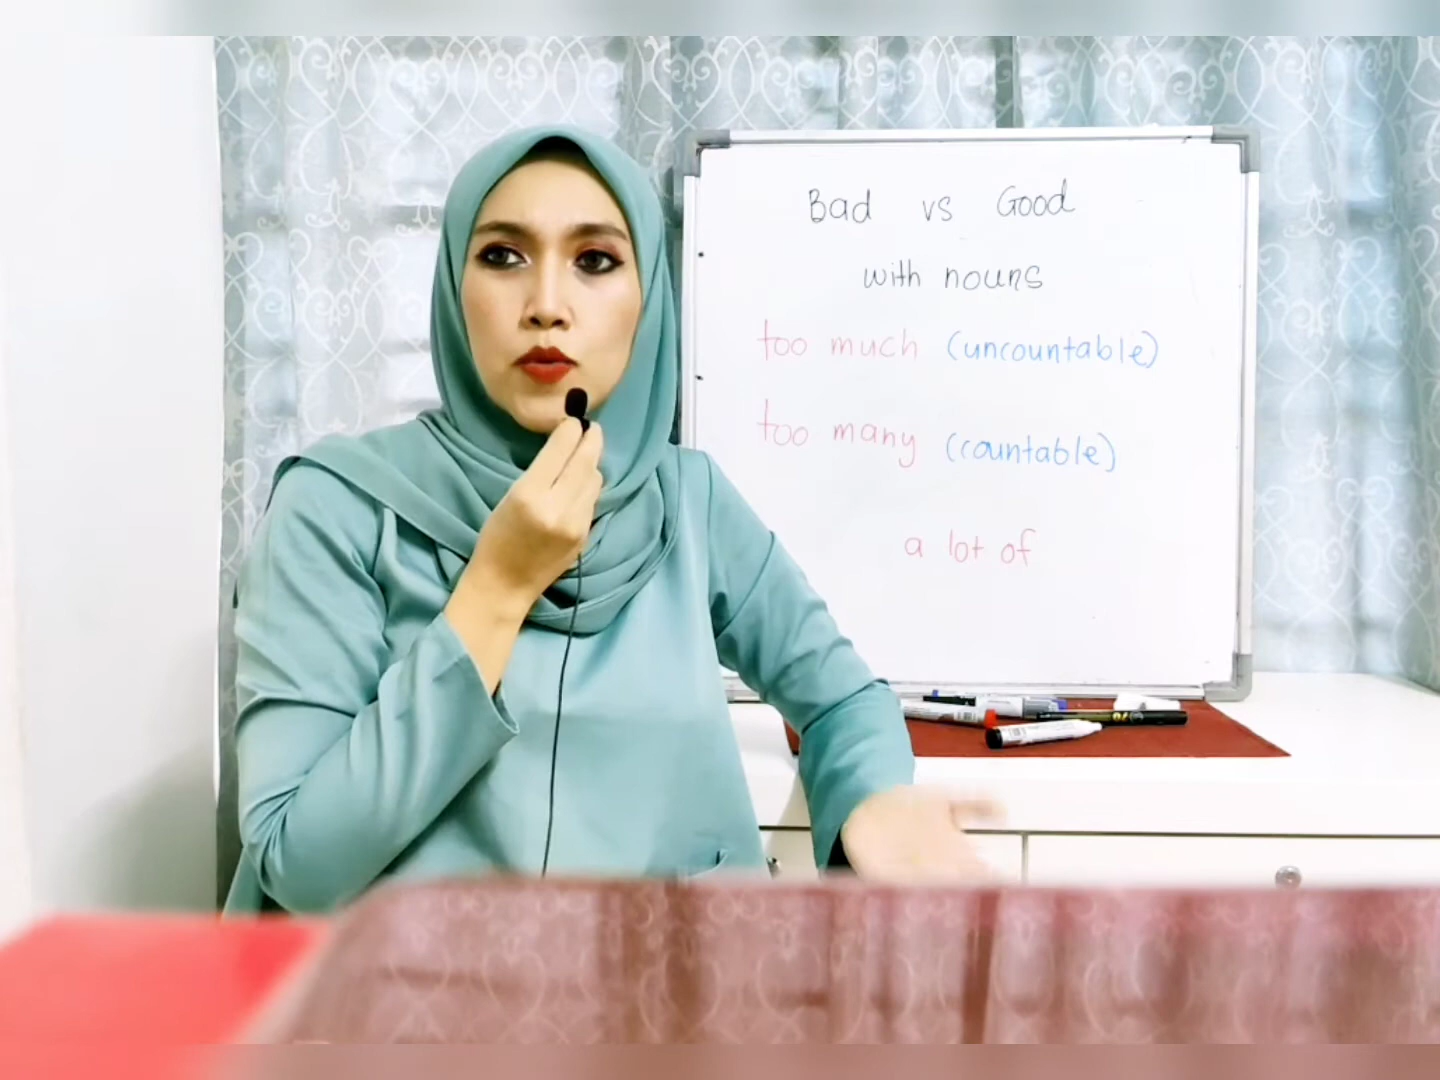 Bad vs Good
with nouns
too much (uncountable)
too many (countable)
a lot of